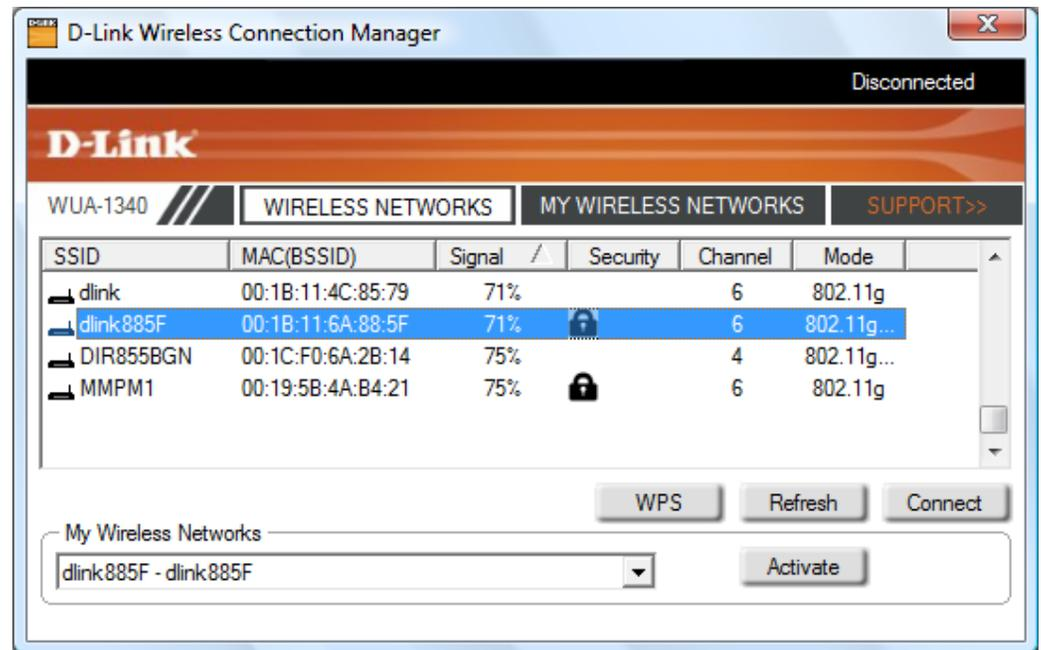 D-Link Wireless Connection Manager
Disconnected
D-Link
WUA-1340 WIRELESS NETWORKS MY WIRELESS NETWORKS SUPPORT>>
SSID MAC(BSSID) Signal Security Channel Mode
dlink 00:1B:11:4C:85:79 71% 6 802.11g
dlink885F 00:1B:11:6A:88:5F 71% 6 802.11g...
DIR855BGN 00:1C:F0:6A:2B:14 75% 4 802.11g...
MMPM1 00:19:5B:4A:B4:21 75% 6 802.11g
WPS Refresh Connect
My Wireless Networks
dlink885F - dlink885F Activate